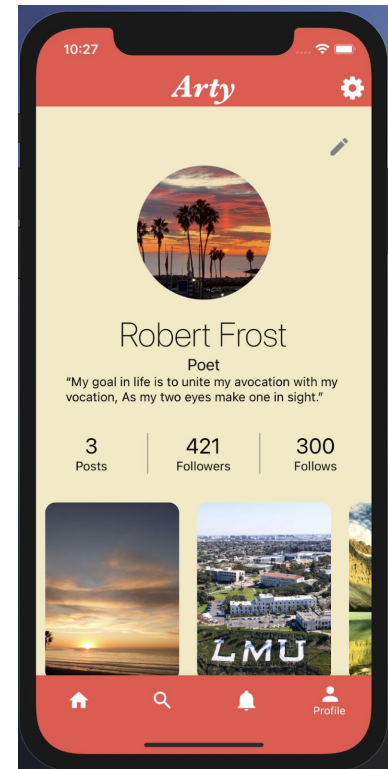 10:27
Arty
Robert Frost
Poet
“My goal in life is to unite my avocation with my
vocation, As my two eyes make one in sight.”
3 421 300
Posts Followers Follows
LMU
Profile